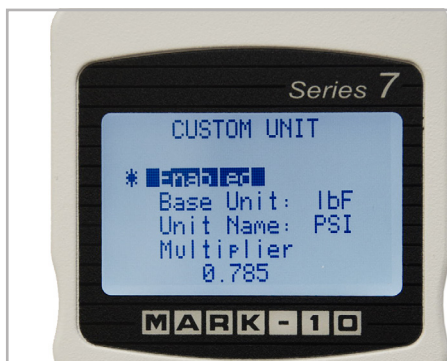 Series 7
CUSTOM UNIT
* Enabled
Base Unit: lbF
Unit Name: PSI
Multiplier
0.785
MARK-10